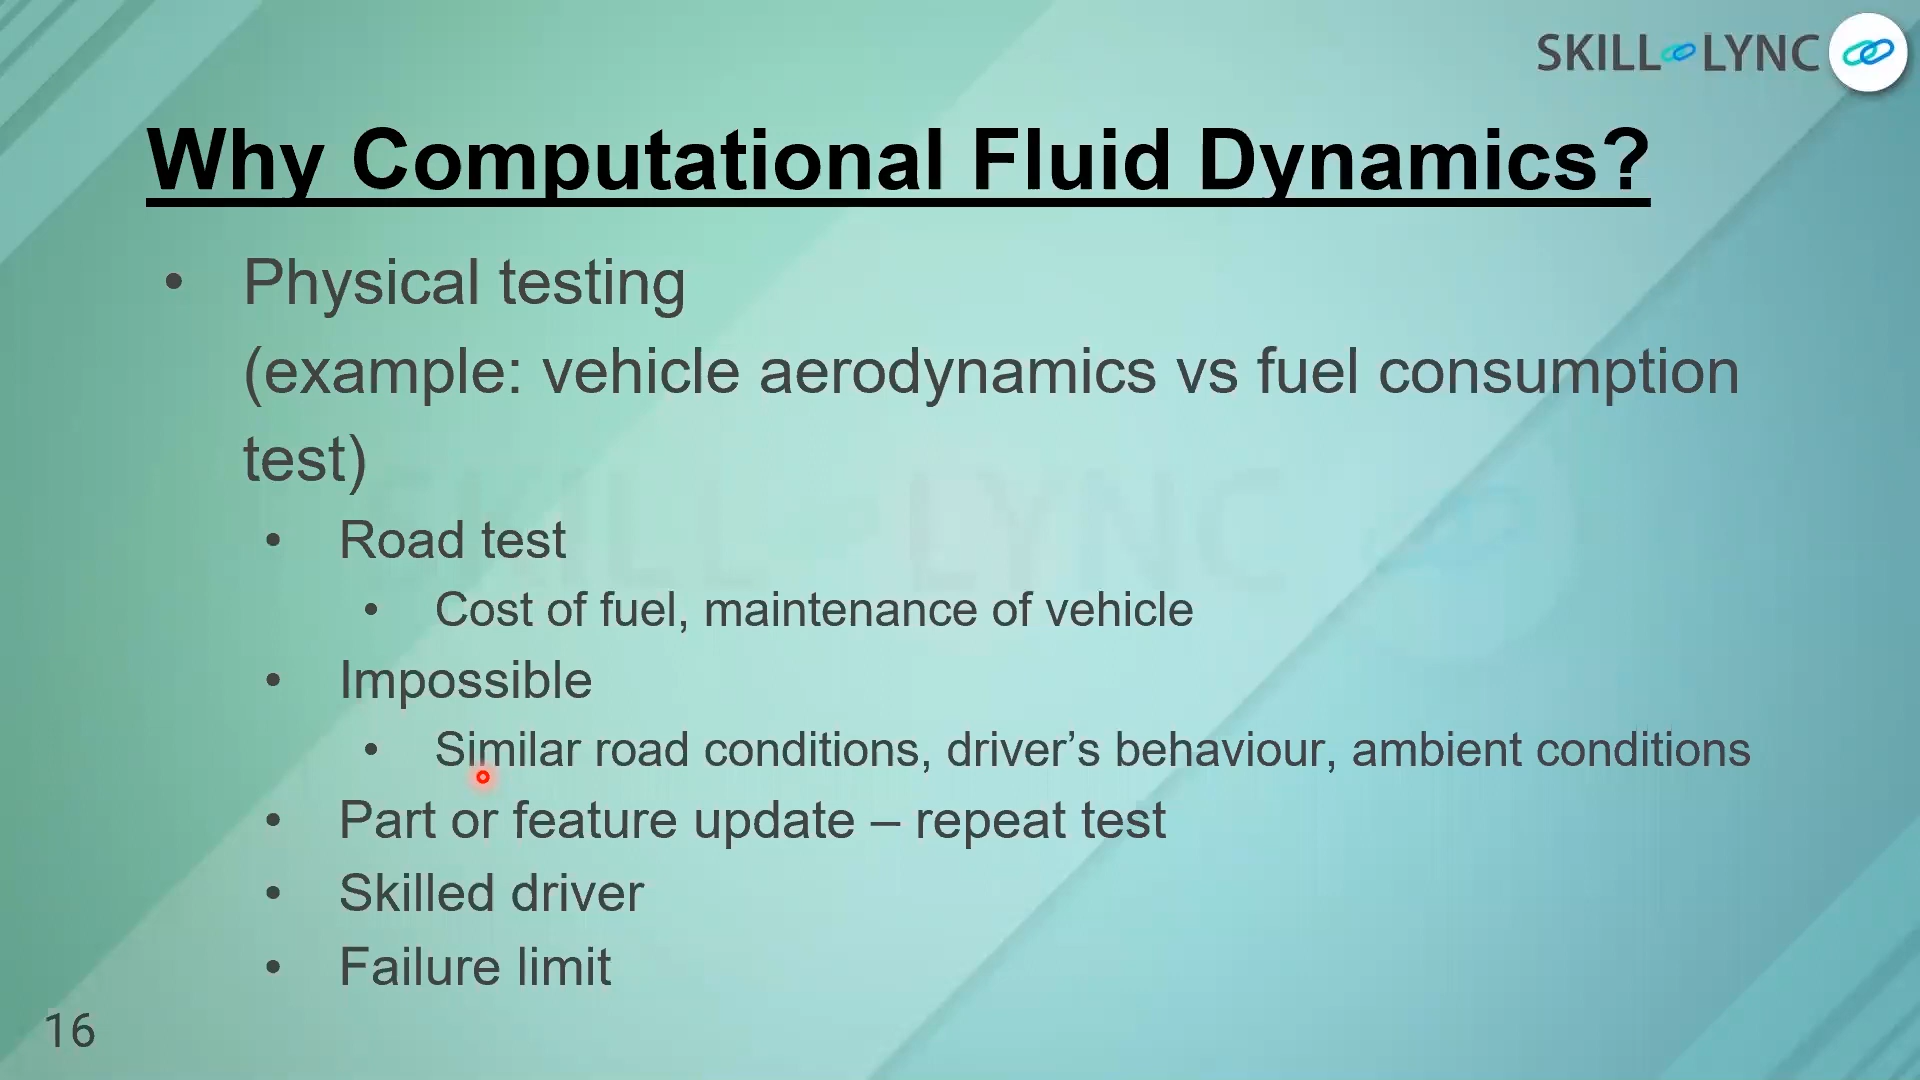 SKILL LYNC
Why Computational Fluid Dynamics?
• Physical testing
(example: vehicle aerodynamics vs fuel consumption
test)
• Road test
• Cost of fuel, maintenance of vehicle
• Impossible
• Similar road conditions, driver’s behaviour, ambient conditions
• Part or feature update – repeat test
• Skilled driver
• Failure limit
SKILL LYNC
16